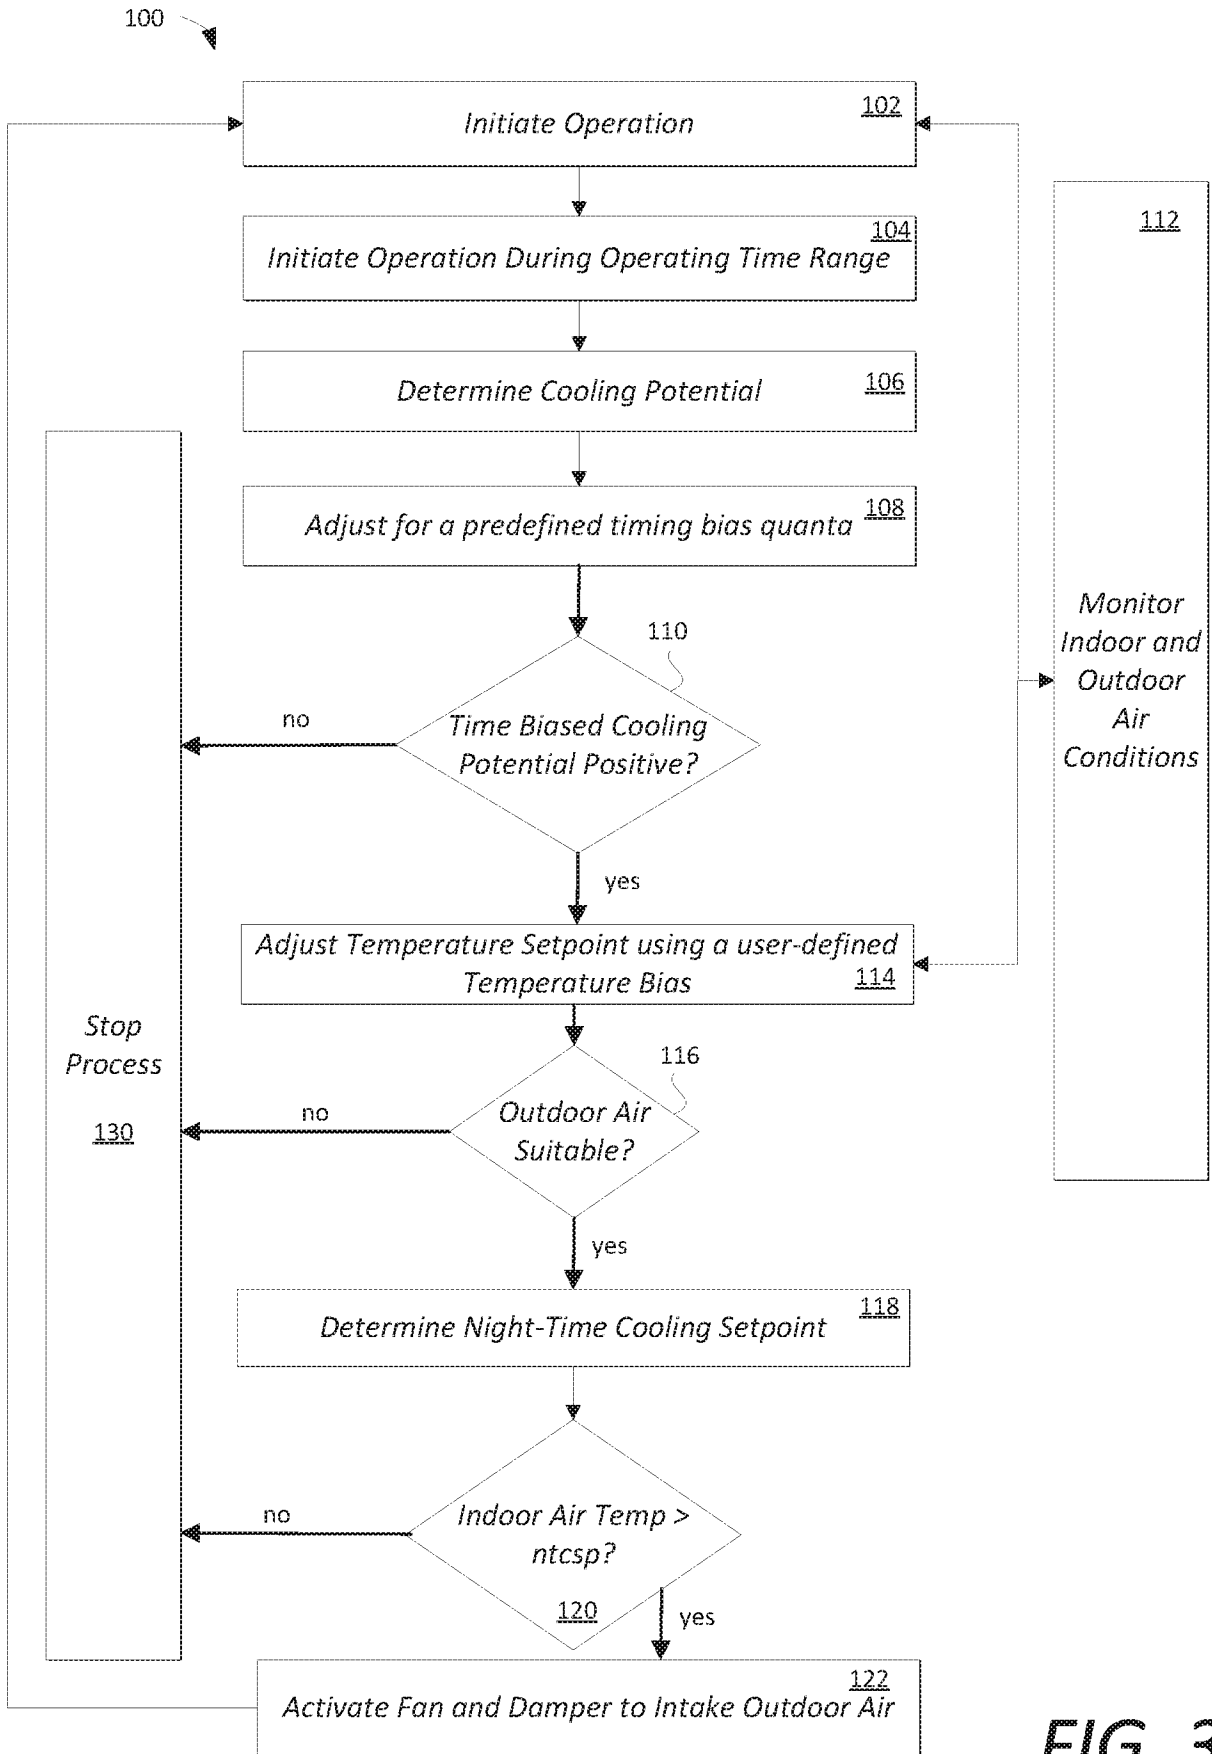 100
102
Initiate Operation
104
Initiate Operation During Operating Time Range
106
Determine Cooling Potential
108
Adjust for a predefined timing bias quanta
110
Time Biased Cooling
Potential Positive?
no
yes
112
Monitor
Indoor and
Outdoor
Air
Conditions
Adjust Temperature Setpoint using a user-defined
Temperature Bias
114
116
Outdoor Air
Suitable?
no
yes
Stop
Process
130
118
Determine Night-Time Cooling Setpoint
Indoor Air Temp >
ntcsp?
120
no
yes
122
Activate Fan and Damper to Intake Outdoor Air
FIG. 3